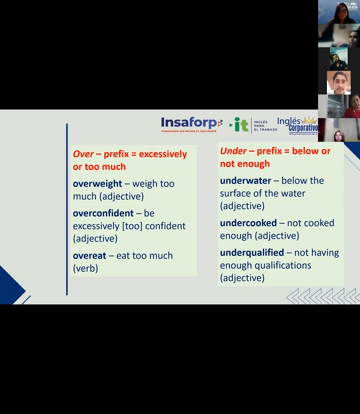 Insaforp
it
INGLÉS
PARA
EL TRABAJO
Inglés
Corporativo
Over – prefix = excessively
or too much
overweight – weigh too
much (adjective)
overconfident – be
excessively [too] confident
(adjective)
overeat – eat too much
(verb)
Under – prefix = below or
not enough
underwater – below the
surface of the water
(adjective)
undercooked – not cooked
enough (adjective)
underqualified – not having
enough qualifications
(adjective)